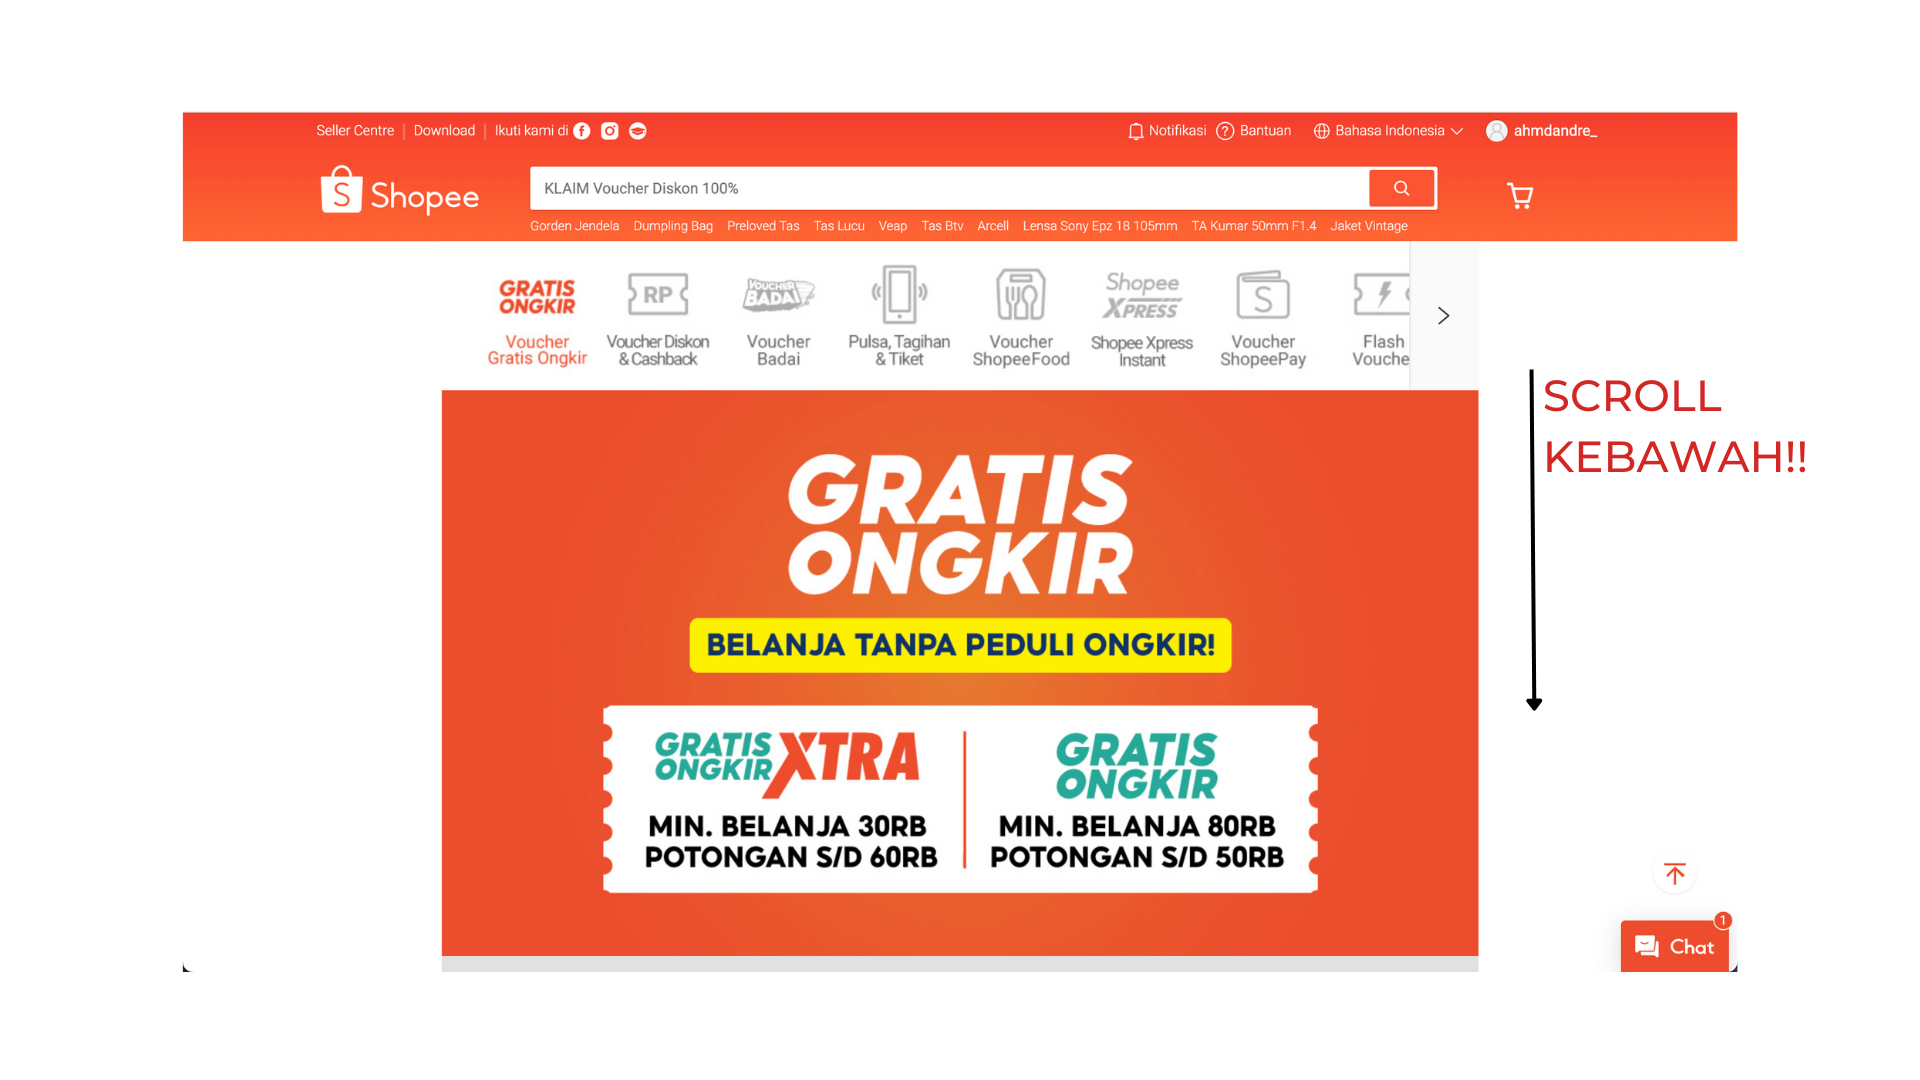 Seller Centre | Download | Ikuti kami di
Notifikasi Bantuan Bahasa Indonesia ahmdandre_
Shopee
KLAIM Voucher Diskon 100%
Gorden Jendela Dumpling Bag Preloved Tas Tas Lucu Veap Tas Btv Arcell Lensa Sony Epz 18 105mm TA Kumar 50mm F1.4 Jaket Vintage
GRATIS
ONGKIR
Voucher
Gratis Ongkir
RP
Voucher Diskon
& Cashback
VOUCHER
BADAI
Voucher
Badai
Pulsa, Tagihan
& Tiket
Voucher
ShopeeFood
Shopee
XPRESS
Shopee Xpress
Instant
S
Voucher
ShopeePay
Flash
Vouche
SCROLL
KEBAWAH!!
GRATIS
ONGKIR
BELANJA TANPA PEDULI ONGKIR!
GRATIS
ONGKIR XTRA
MIN. BELANJA 30RB
POTONGAN S/D 60RB
GRATIS
ONGKIR
MIN. BELANJA 80RB
POTONGAN S/D 50RB
1
Chat